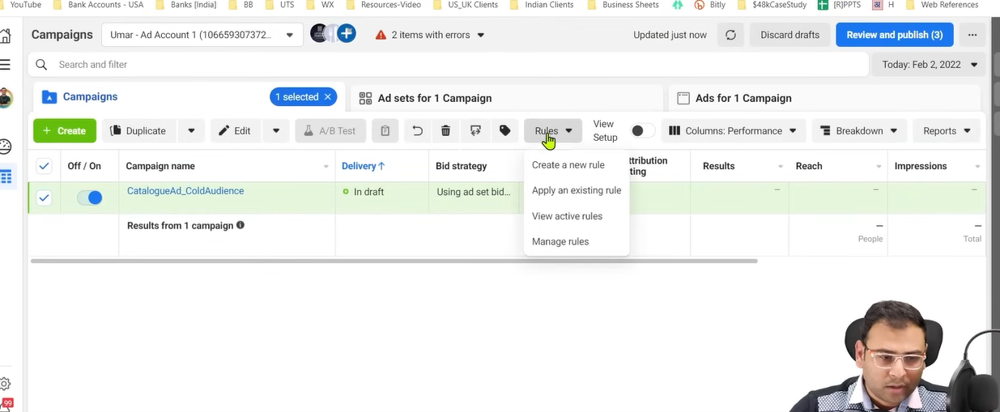 YouTube Bank Accounts - USA Banks [India] BB UTS WX Resources-Video US_UK Clients Indian Clients Business Sheets Bitly $48kCaseStudy [R]PPTS अ H Web References
Campaigns Umar - Ad Account 1 (106659307372... 2 items with errors Updated just now Discard drafts Review and publish (3) ...
Search and filter Today: Feb 2, 2022
Campaigns 1 selected × Ad sets for 1 Campaign Ads for 1 Campaign
+ Create Duplicate Edit A/B Test Rules View Setup Columns: Performance Breakdown Reports
Off / On Campaign name Delivery ↑ Bid strategy ttribution ting Results Reach Impressions
CatalogueAd_ColdAudience In draft Using ad set bid... — — —
Results from 1 campaign — —
People Total
Create a new rule
Apply an existing rule
View active rules
Manage rules
99